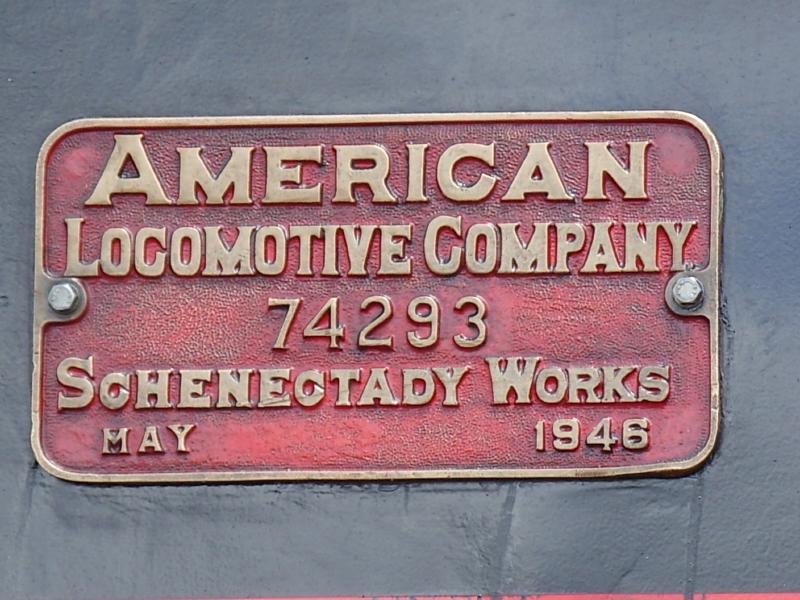 AMERICAN
LOCOMOTIVE COMPANY
74293
SCHENECTADY WORKS
MAY 1946